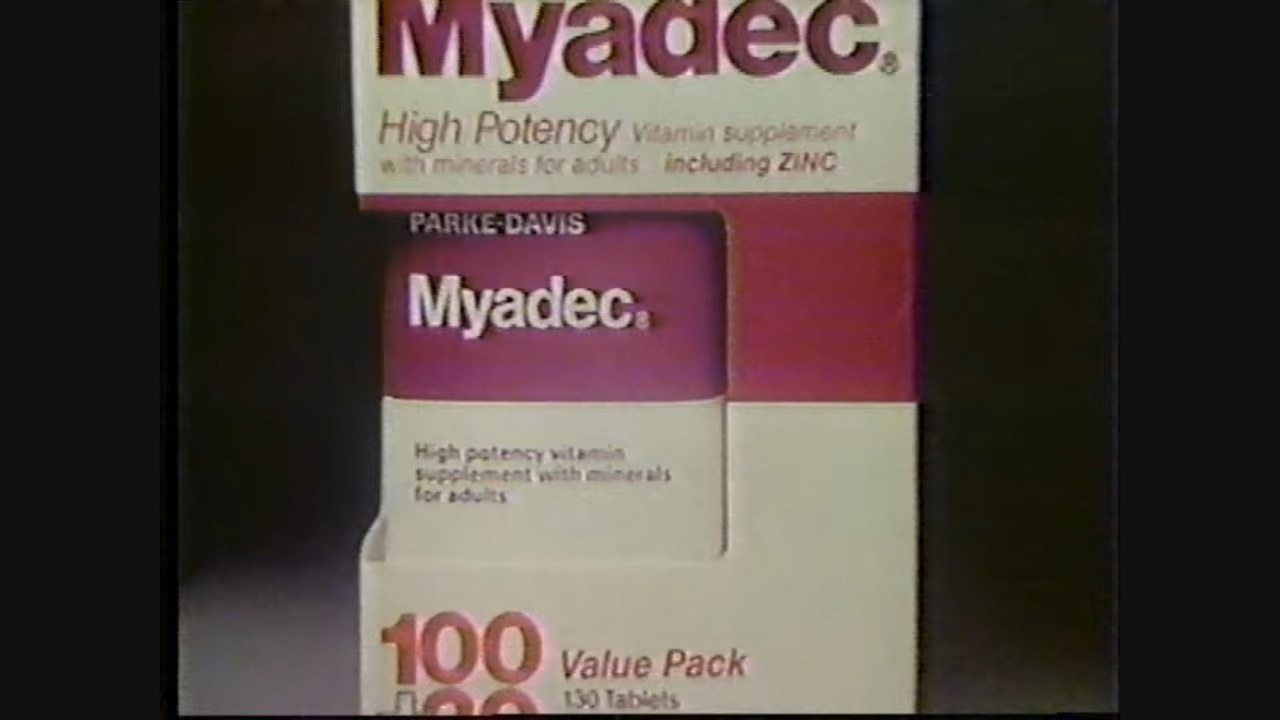 Myadec®
High Potency Vitamin supplement
with minerals for adults including ZINC
PARKE-DAVIS
Myadec®
High potency vitamin
supplement with minerals
for adults
100 Value Pack
+30 130 Tablets